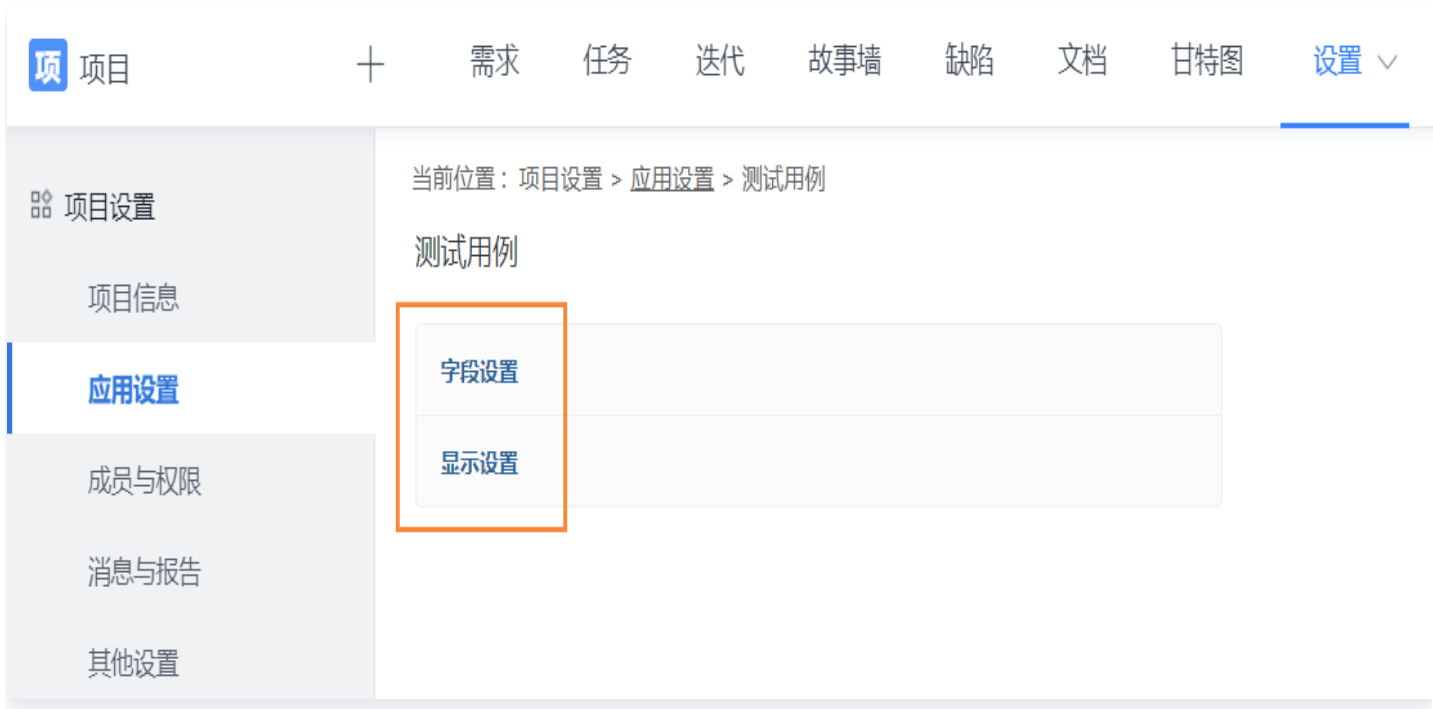 项 项目 + 需求 任务 迭代 故事墙 缺陷 文档 甘特图 设置
项目设置
项目信息
应用设置
成员与权限
消息与报告
其他设置
当前位置：项目设置 > 应用设置 > 测试用例
测试用例
字段设置
显示设置